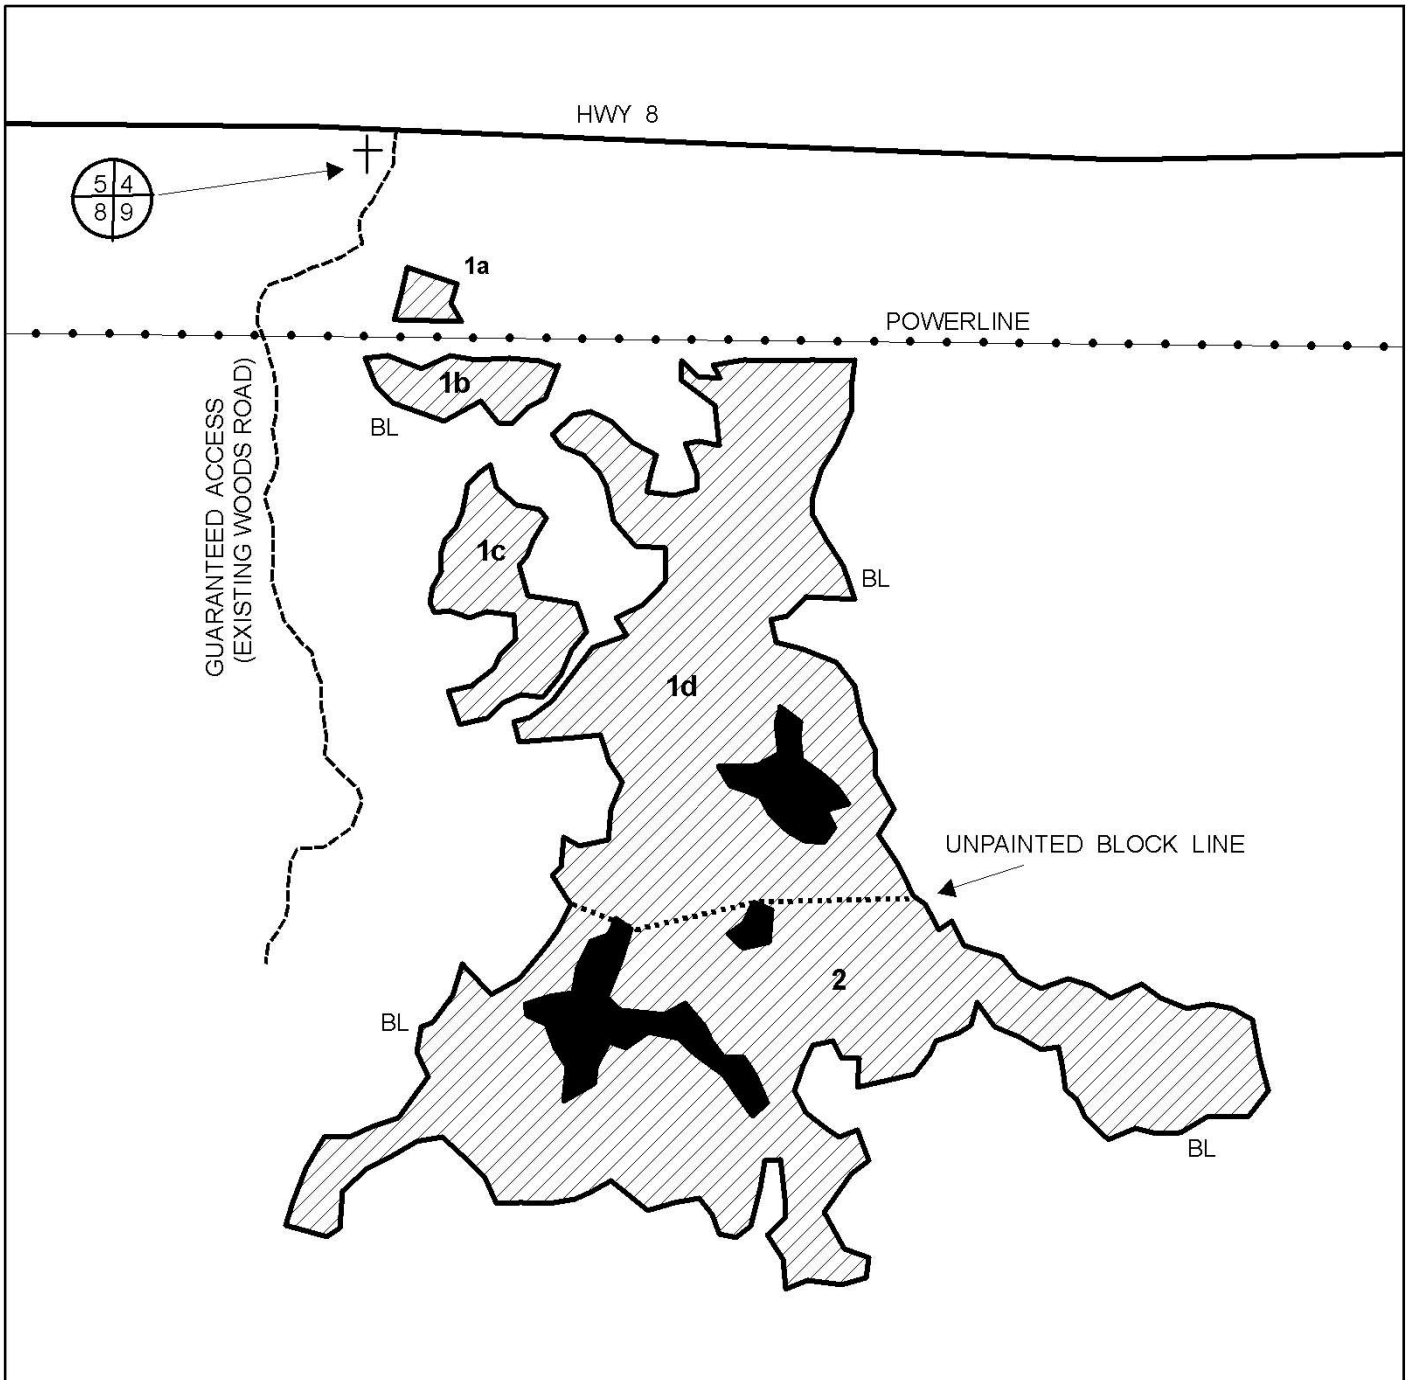 HWY 8
5 4
8 9
1a
POWERLINE
1b
BL
GUARANTEED ACCESS
(EXISTING WOODS ROAD)
1c
BL
1d
UNPAINTED BLOCK LINE
2
BL
BL